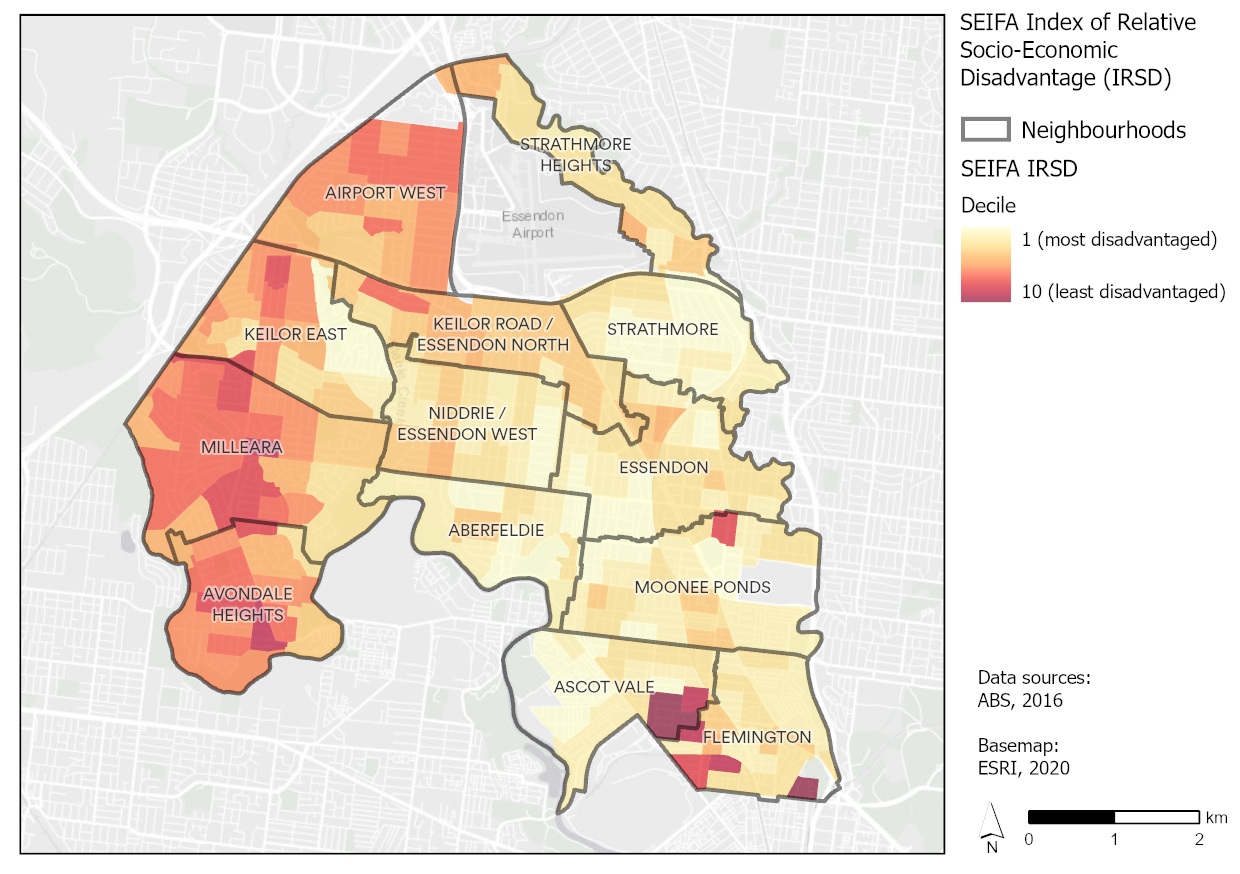 SEIFA Index of Relative
Socio-Economic
Disadvantage (IRSD)
Neighbourhoods
SEIFA IRSD
Decile
1 (most disadvantaged)
10 (least disadvantaged)
STRATHMORE
HEIGHTS
AIRPORT WEST
Essendon
Airport
KEILOR EAST
KEILOR ROAD /
ESSENDON NORTH
STRATHMORE
NIDDRIE /
ESSENDON WEST
MILLEARA
ESSENDON
ABERFELDIE
MOONEE PONDS
AVONDALE
HEIGHTS
ASCOT VALE
FLEMINGTON
Data sources:
ABS, 2016
Basemap:
ESRI, 2020
N
km
0 1 2